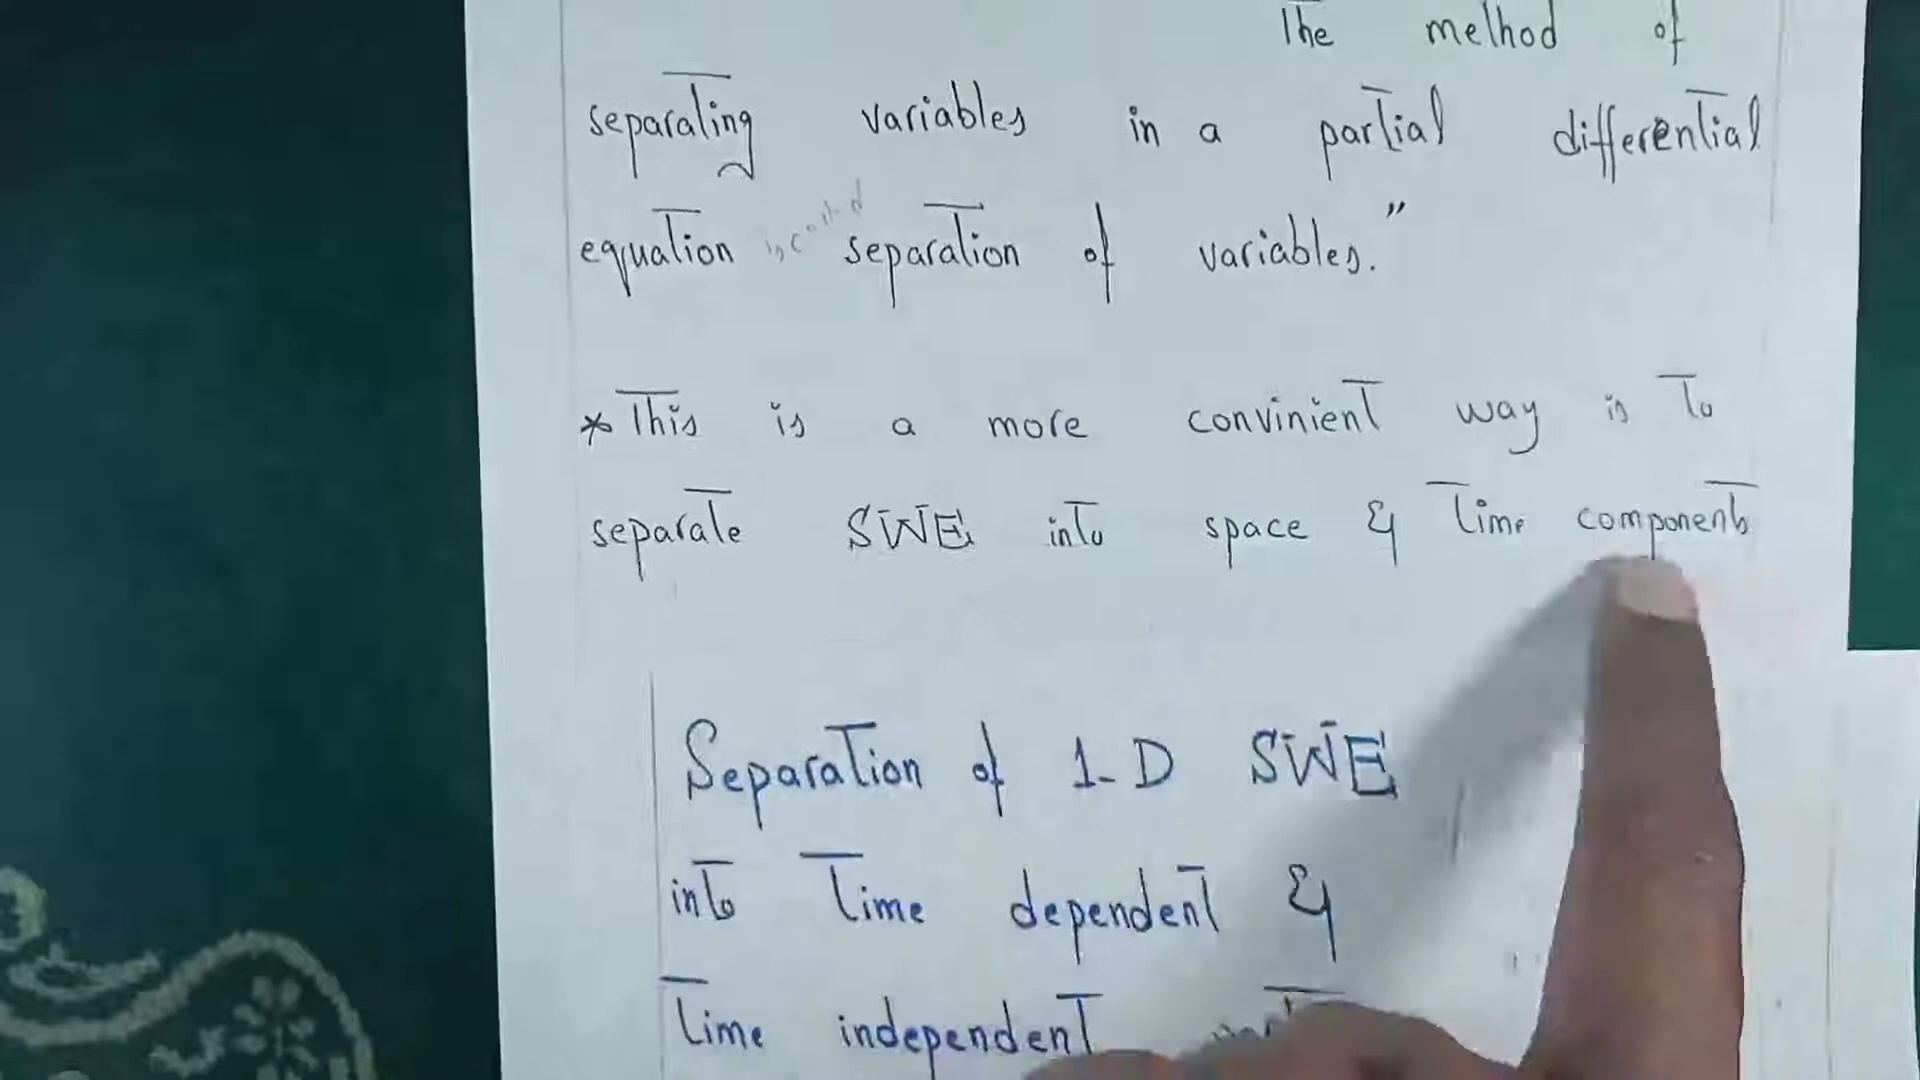 The method of
separating variables in a partial differential
equation is called separation of variables."
*This is a more convinient way is To
separate SWE into space & Time components
Separation of 1-D SWE
into Time dependent &
Time independent